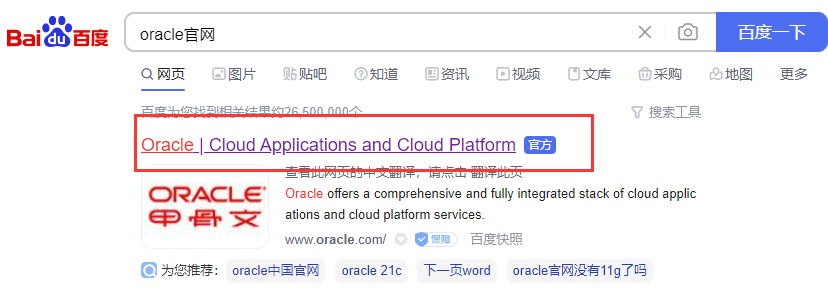 Bai du 百度
oracle官网
百度一下
网页 图片 贴吧 知道 资讯 视频 文库 采购 地图 更多
百度为您找到相关结果约26,500,000个
搜索工具
Oracle | Cloud Applications and Cloud Platform 官方
查看此网页的中文翻译，请点击 翻译此页
ORACLE
甲骨文
Oracle offers a comprehensive and fully integrated stack of cloud applic
ations and cloud platform services.
www.oracle.com/ 保障 百度快照
为您推荐： oracle中国官网 oracle 21c 下一页word oracle官网没有11g了吗